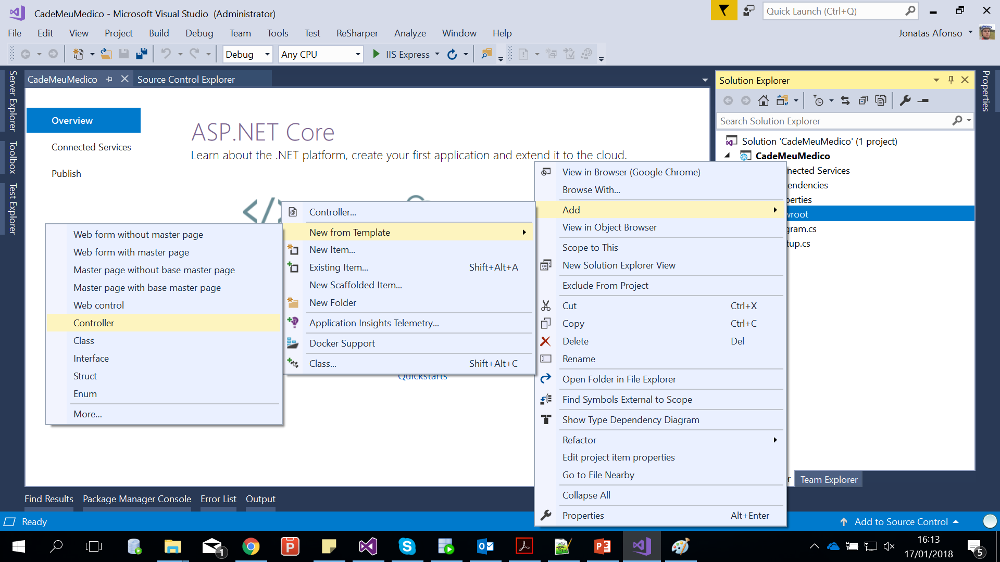 CadeMeuMedico - Microsoft Visual Studio (Administrator)
Quick Launch (Ctrl+Q)
File Edit View Project Build Debug Team Tools Test ReSharper Analyze Window Help
Jonatas Afonso
Debug Any CPU IIS Express
Server Explorer
Toolbox
Test Explorer
CadeMeuMedico Source Control Explorer
Overview
Connected Services
Publish
ASP.NET Core
Learn about the .NET platform, create your first application and extend it to the cloud.
Quickstarts
Web form without master page
Web form with master page
Master page without base master page
Master page with base master page
Web control
Controller
Class
Interface
Struct
Enum
More...
Controller...
New from Template
New Item...
Existing Item... Shift+Alt+A
New Scaffolded Item...
New Folder
Application Insights Telemetry...
Docker Support
Class... Shift+Alt+C
View in Browser (Google Chrome)
Browse With...
Add
View in Object Browser
Scope to This
New Solution Explorer View
Exclude From Project
Cut Ctrl+X
Copy Ctrl+C
Delete Del
Rename
Open Folder in File Explorer
Find Symbols External to Scope
Show Type Dependency Diagram
Refactor
Edit project item properties
Go to File Nearby
Collapse All
Properties Alt+Enter
Solution Explorer
Search Solution Explorer
Solution 'CadeMeuMedico' (1 project)
CadeMeuMedico
nected Services
endencies
perties
wroot
gram.cs
tup.cs
r Team Explorer
Properties
Find Results Package Manager Console Error List Output
Ready
Add to Source Control
1
16:13
17/01/2018
5